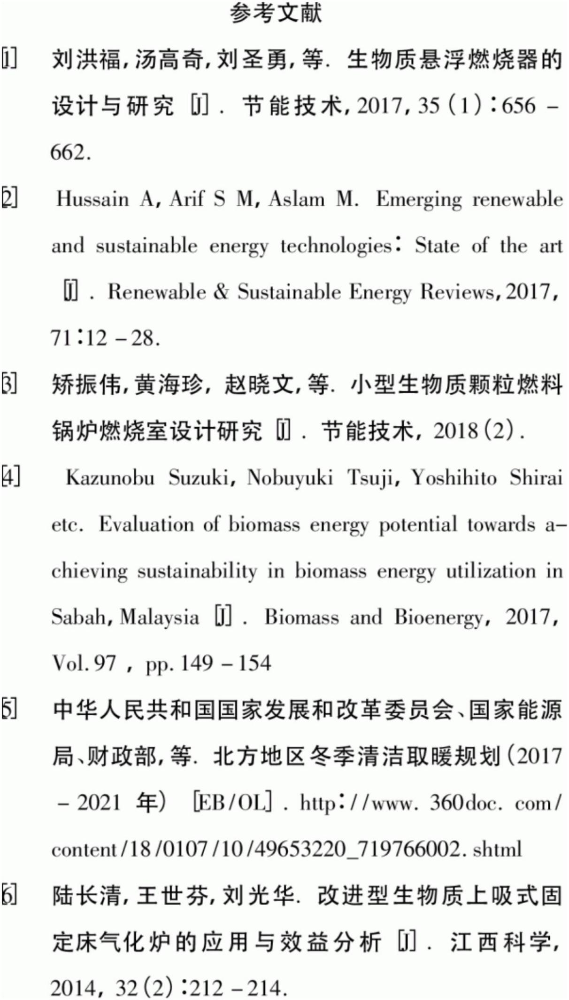 参考文献
[1] 刘洪福,汤高奇,刘圣勇,等. 生物质悬浮燃烧器的
设计与研究 [J]. 节能技术, 2017, 35(1):656 -
662.
[2] Hussain A, Arif S M, Aslam M. Emerging renewable
and sustainable energy technologies: State of the art
[J]. Renewable & Sustainable Energy Reviews, 2017,
71:12 - 28.
[3] 矫振伟,黄海珍, 赵晓文,等. 小型生物质颗粒燃料
锅炉燃烧室设计研究 [J]. 节能技术, 2018(2).
[4] Kazunobu Suzuki, Nobuyuki Tsuji, Yoshihito Shirai
etc. Evaluation of biomass energy potential towards a-
chieving sustainability in biomass energy utilization in
Sabah, Malaysia [J]. Biomass and Bioenergy, 2017,
Vol. 97 , pp. 149 - 154
[5] 中华人民共和国国家发展和改革委员会、国家能源
局、财政部,等. 北方地区冬季清洁取暖规划(2017
- 2021 年) [EB/OL]. http://www. 360doc. com/
content/18/0107/10/49653220_719766002. shtml
[6] 陆长清,王世芬,刘光华. 改进型生物质上吸式固
定床气化炉的应用与效益分析 [J]. 江西科学,
2014, 32(2):212 - 214.